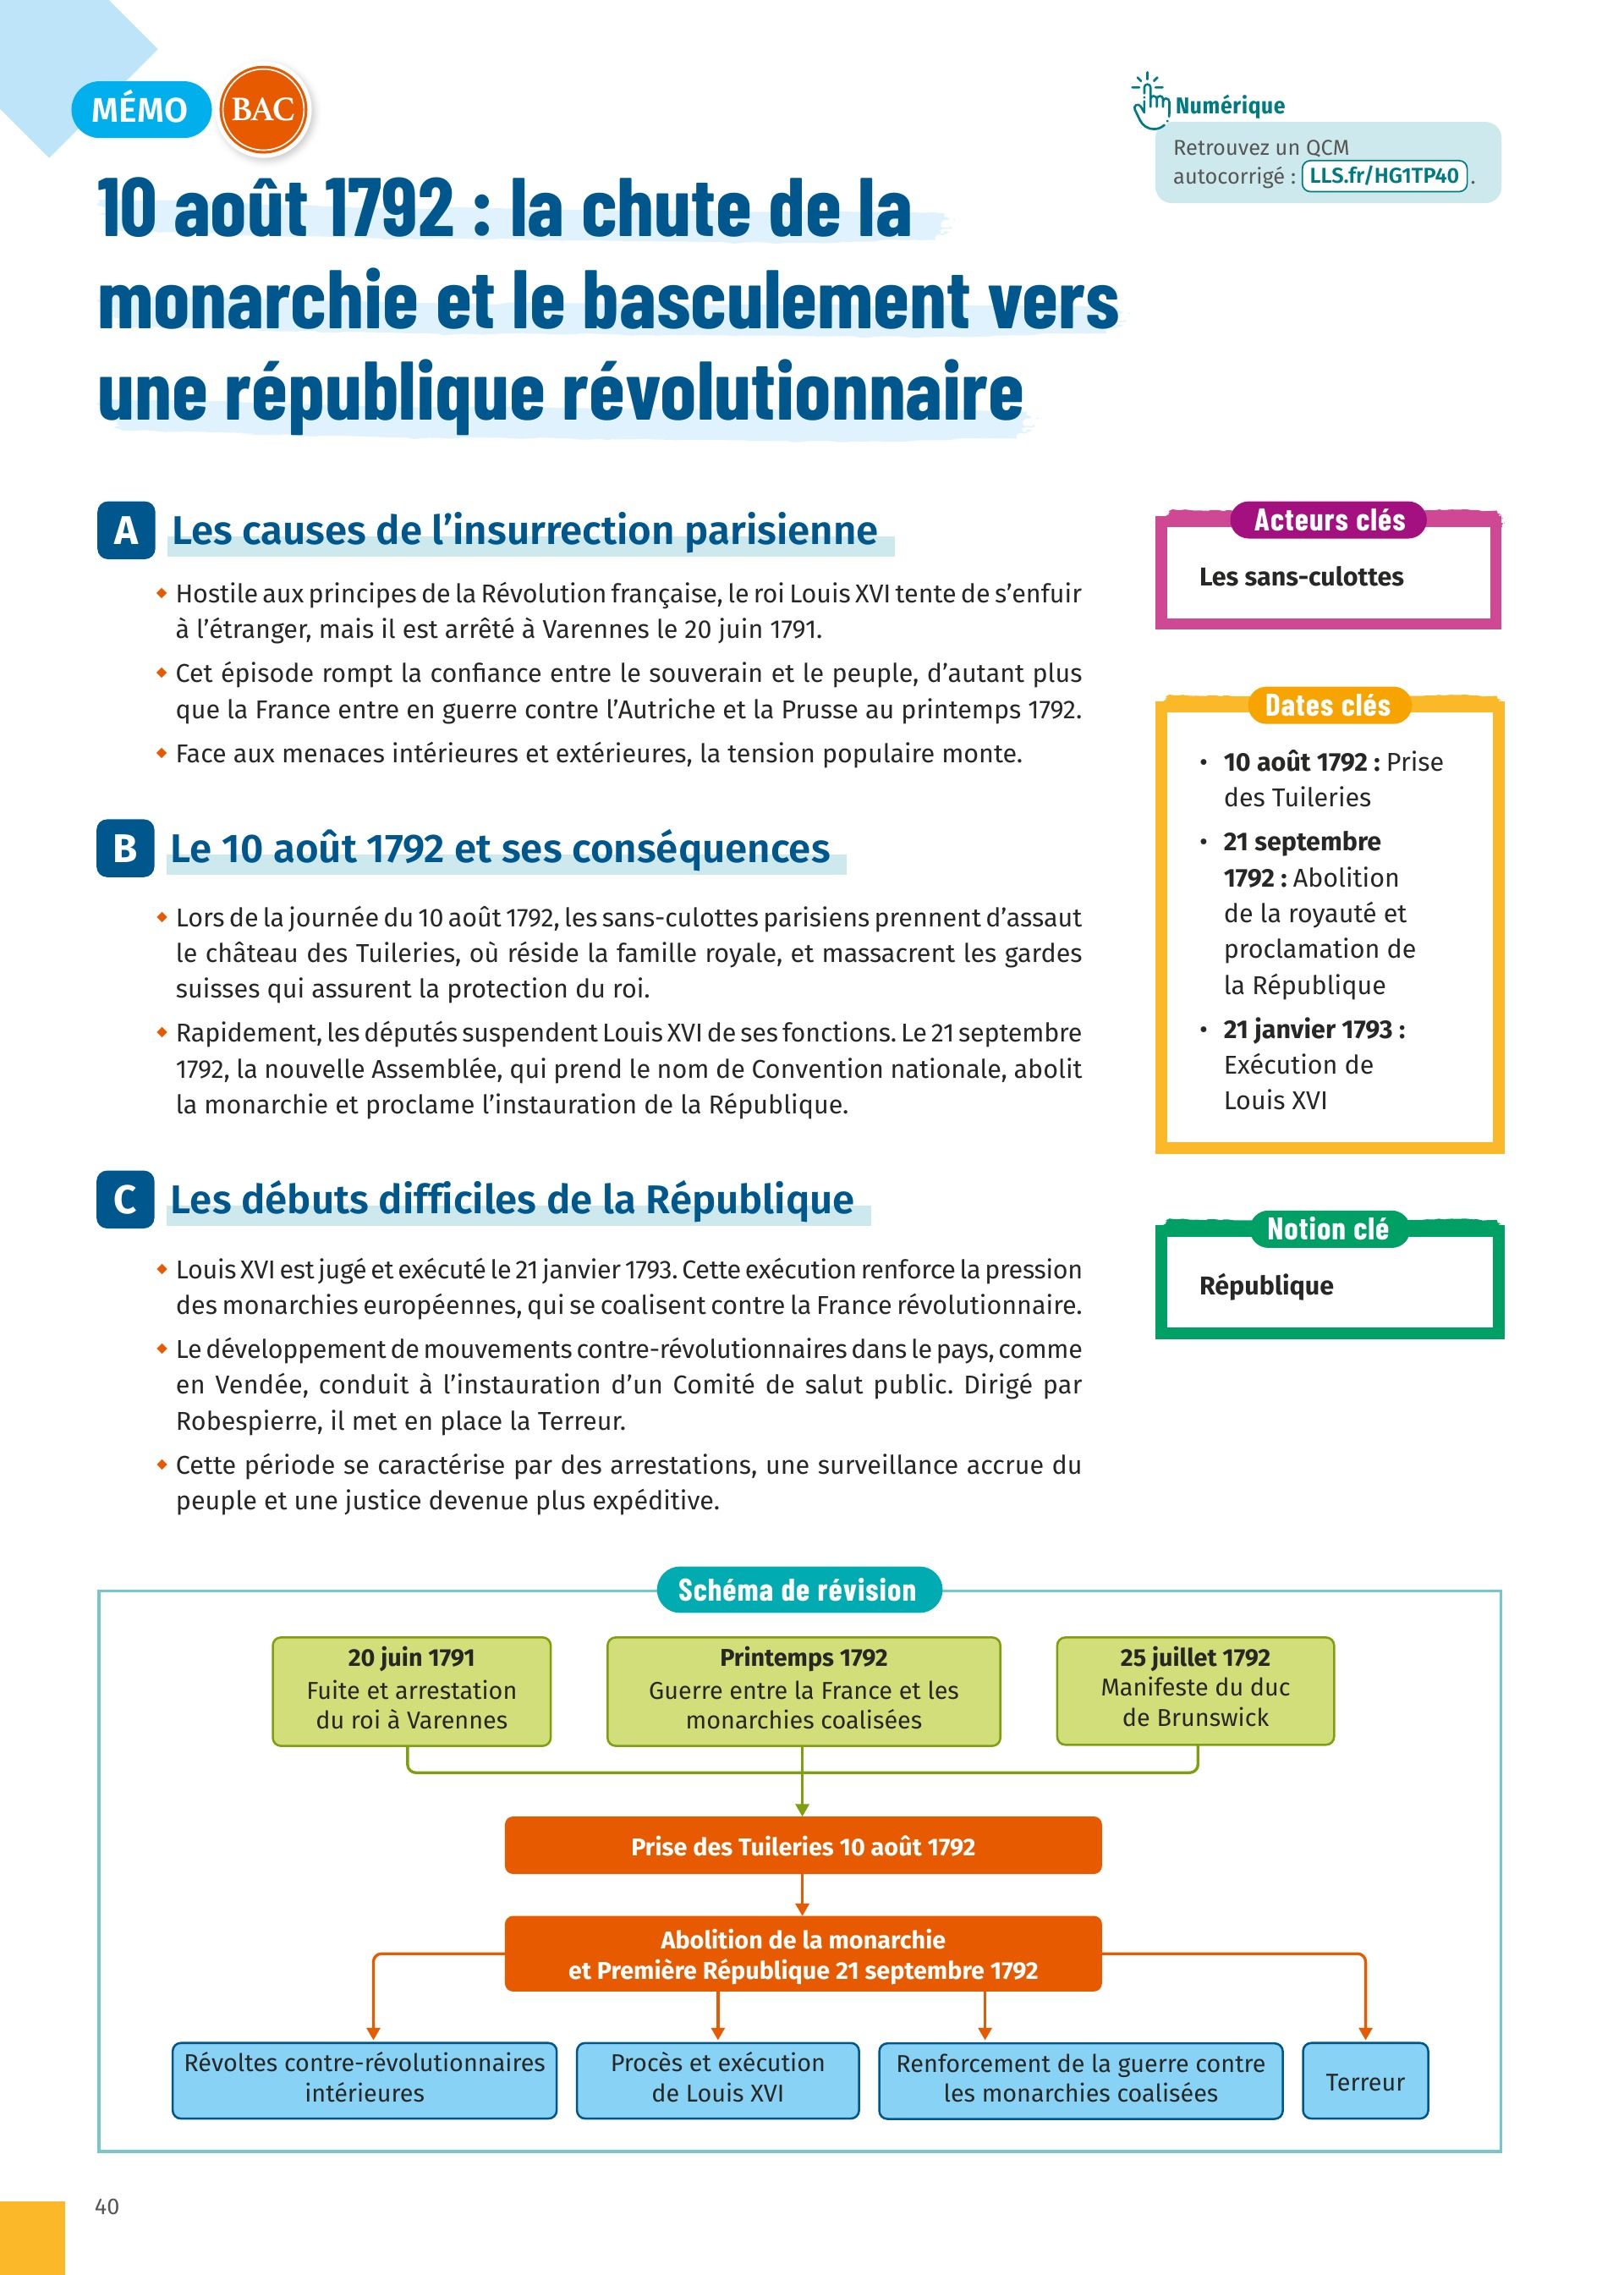 MÉMO
BAC
Numérique
Retrouvez un QCM
autocorrigé : LLS.fr/HG1TP40.
10 août 1792 : la chute de la
monarchie et le basculement vers
une république révolutionnaire
A Les causes de l’insurrection parisienne
◆ Hostile aux principes de la Révolution française, le roi Louis XVI tente de s’enfuir
à l’étranger, mais il est arrêté à Varennes le 20 juin 1791.
◆ Cet épisode rompt la confiance entre le souverain et le peuple, d’autant plus
que la France entre en guerre contre l’Autriche et la Prusse au printemps 1792.
◆ Face aux menaces intérieures et extérieures, la tension populaire monte.
B Le 10 août 1792 et ses conséquences
◆ Lors de la journée du 10 août 1792, les sans-culottes parisiens prennent d’assaut
le château des Tuileries, où réside la famille royale, et massacrent les gardes
suisses qui assurent la protection du roi.
◆ Rapidement, les députés suspendent Louis XVI de ses fonctions. Le 21 septembre
1792, la nouvelle Assemblée, qui prend le nom de Convention nationale, abolit
la monarchie et proclame l’instauration de la République.
C Les débuts difficiles de la République
◆ Louis XVI est jugé et exécuté le 21 janvier 1793. Cette exécution renforce la pression
des monarchies européennes, qui se coalisent contre la France révolutionnaire.
◆ Le développement de mouvements contre-révolutionnaires dans le pays, comme
en Vendée, conduit à l’instauration d’un Comité de salut public. Dirigé par
Robespierre, il met en place la Terreur.
◆ Cette période se caractérise par des arrestations, une surveillance accrue du
peuple et une justice devenue plus expéditive.
Acteurs clés
Les sans-culottes
Dates clés
• 10 août 1792 : Prise
des Tuileries
• 21 septembre
1792 : Abolition
de la royauté et
proclamation de
la République
• 21 janvier 1793 :
Exécution de
Louis XVI
Notion clé
République
Schéma de révision
20 juin 1791
Fuite et arrestation
du roi à Varennes
Printemps 1792
Guerre entre la France et les
monarchies coalisées
25 juillet 1792
Manifeste du duc
de Brunswick
Prise des Tuileries 10 août 1792
Abolition de la monarchie
et Première République 21 septembre 1792
Révoltes contre-révolutionnaires
intérieures
Procès et exécution
de Louis XVI
Renforcement de la guerre contre
les monarchies coalisées
Terreur
40